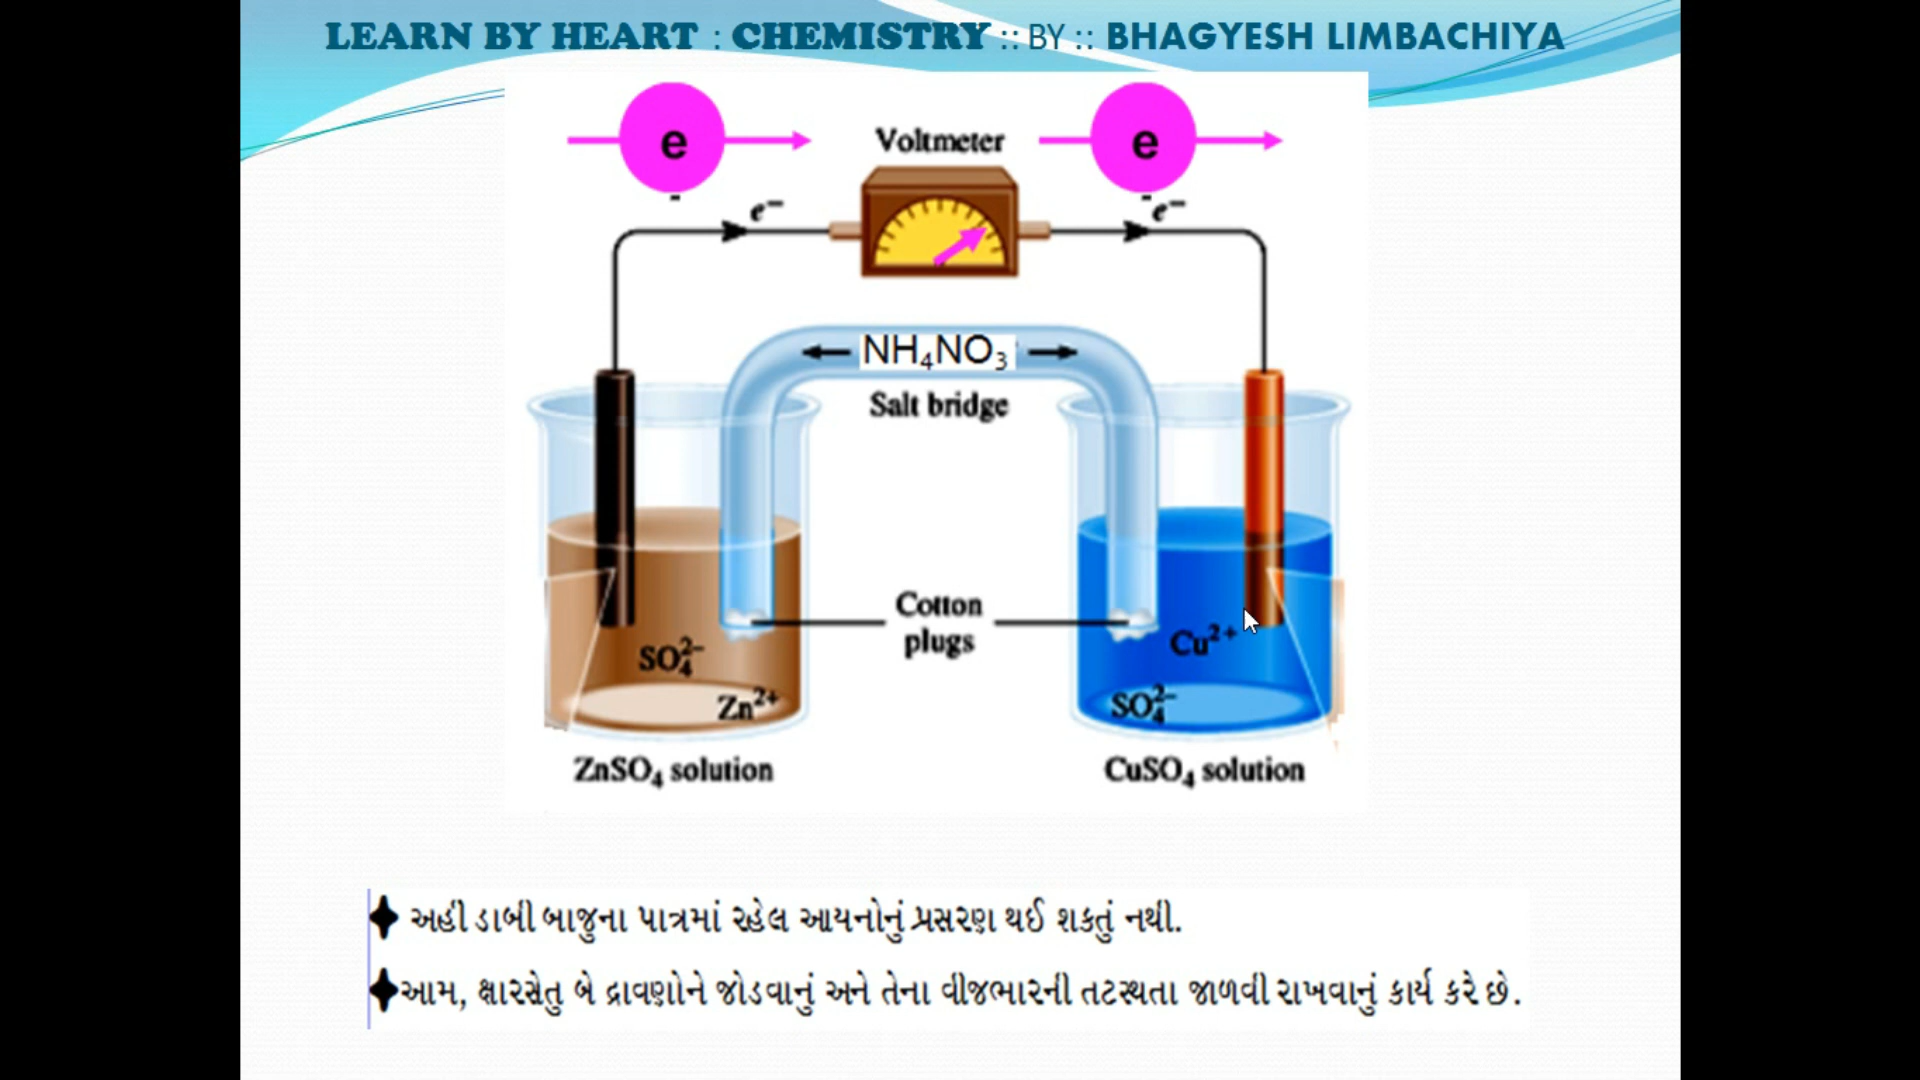 LEARN BY HEART : CHEMISTRY :: BY :: BHAGYESH LIMBACHIYA
e
Voltmeter
e
-
-
e⁻
e⁻
NH₄NO₃
Salt bridge
Cotton
plugs
SO₄²⁻
Zn²⁺
Cu²⁺
SO₄²⁻
ZnSO₄ solution
CuSO₄ solution
અહી ડાબી બાજુના પાત્રમાં રહેલ આયનોનું પ્રસરણ થઈ શકતું નથી.
આમ, ક્ષારસેતુ બે દ્રાવણોને જોડવાનું અને તેના વીજભારની તટસ્થતા જાળવી રાખવાનું કાર્ય કરે છે.